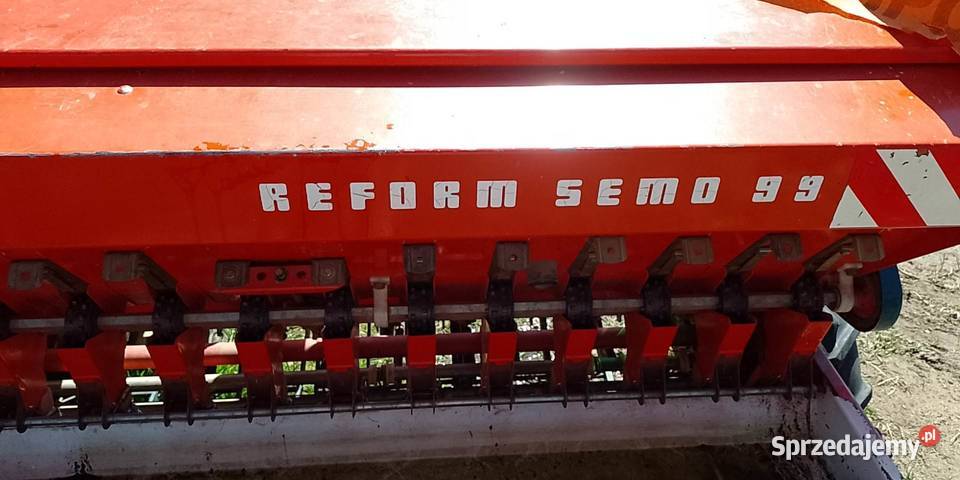 REFORM SEMO 99
Sprzedajemy.pl